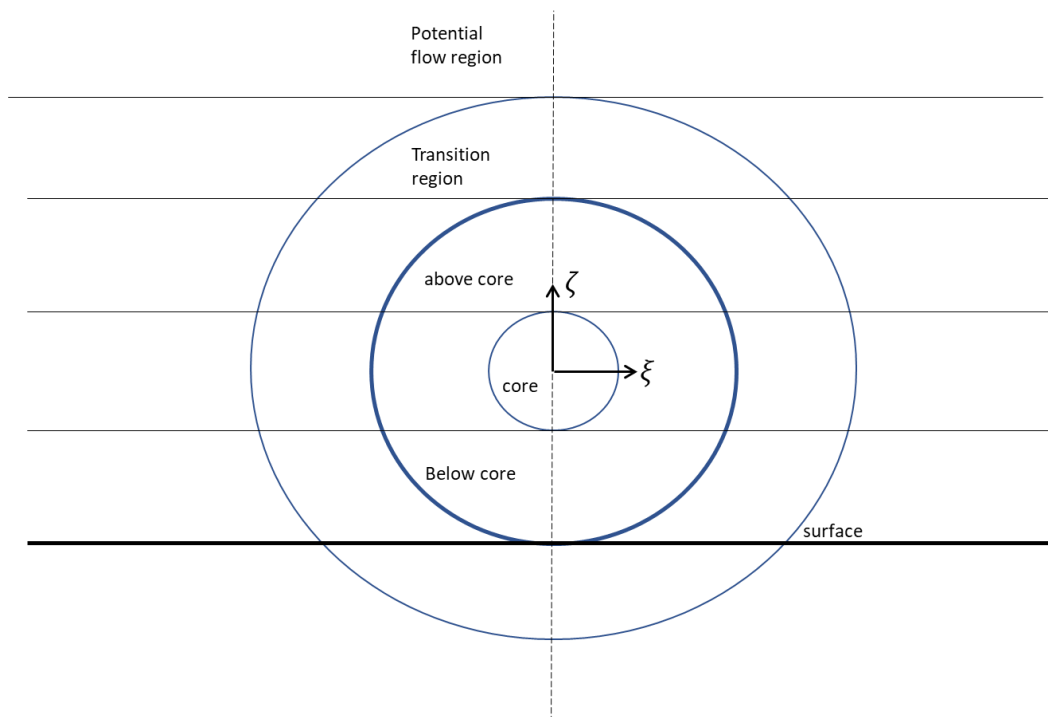 Potential
flow region
Transition
region
above core
ζ
ξ
core
Below core
surface